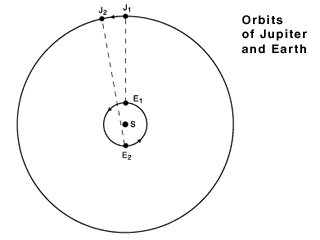 J2
J1
Orbits
of Jupiter
and Earth
E1
S
E2